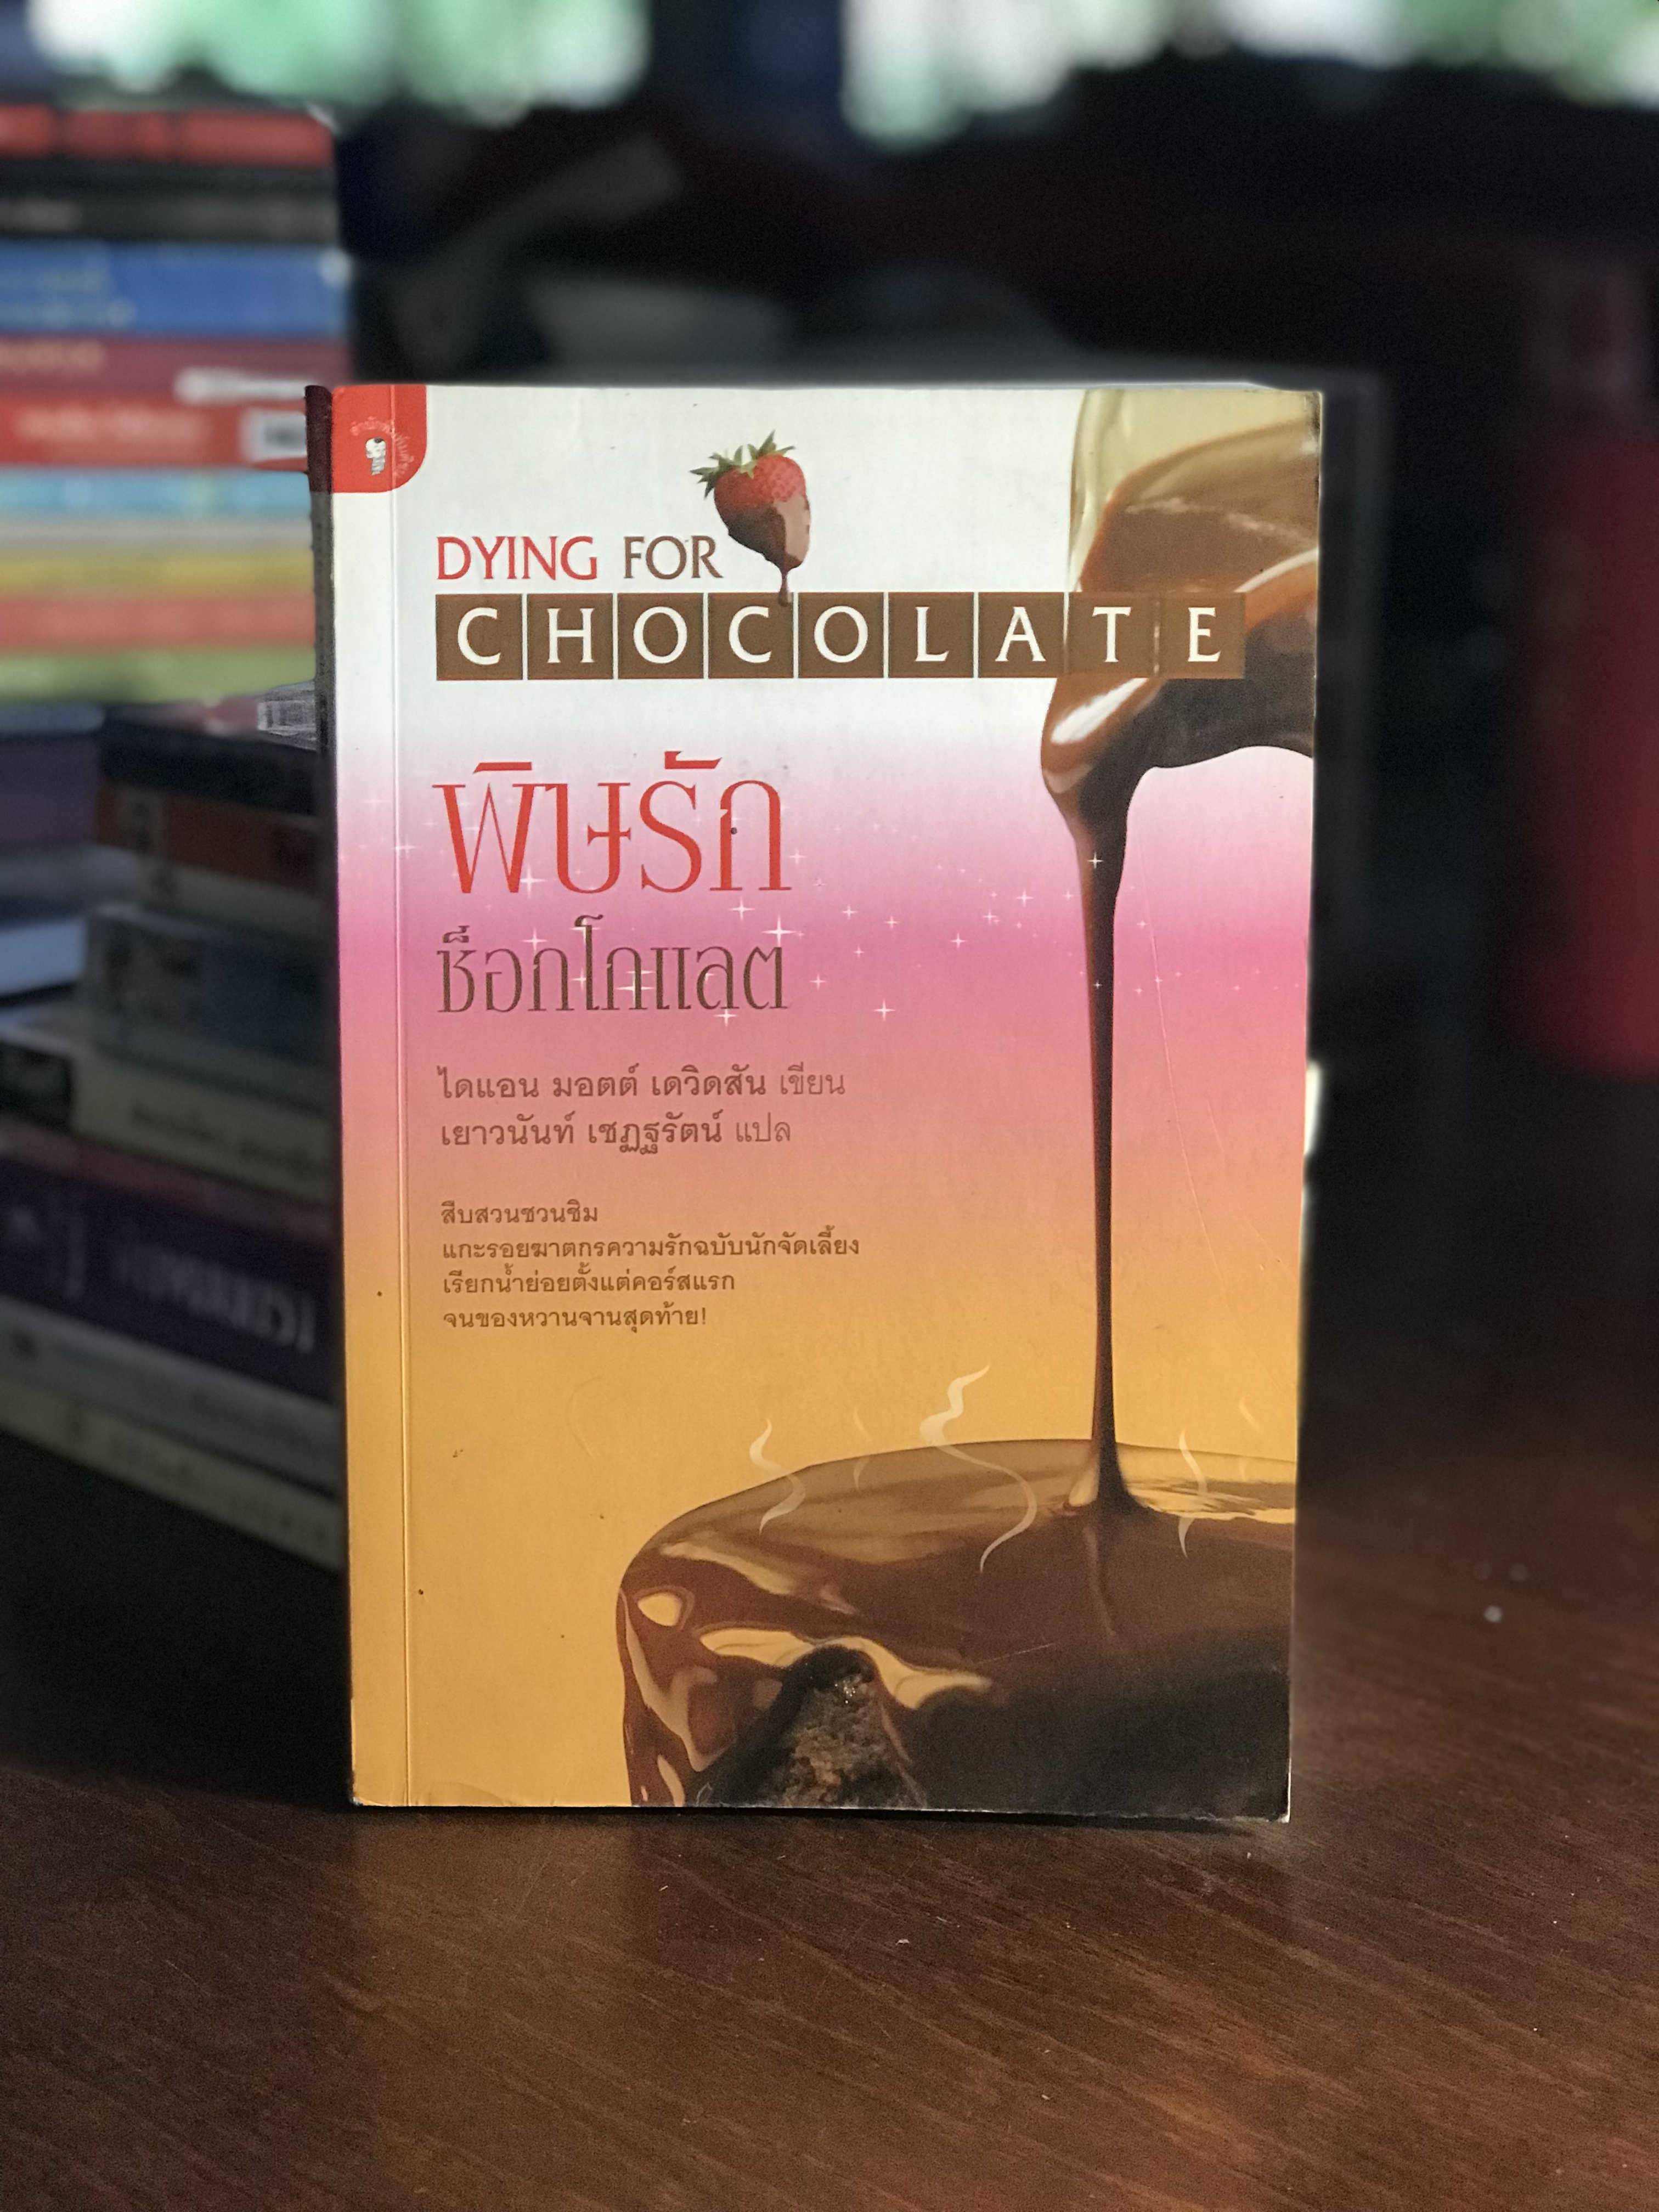 DYING FOR
CHOCOLATE
พิษรัก
ช็อกโกแลต
ไดแอน มอตต์ เดวิดสัน เขียน
เยาวนันท์ เชฏฐรัตน์ แปล
สืบสวนชวนชิม
แกะรอยฆาตกรความรักฉบับนักจัดเลี้ยง
เรียกน้ำย่อยตั้งแต่คอร์สแรก
จนของหวานจานสุดท้าย!